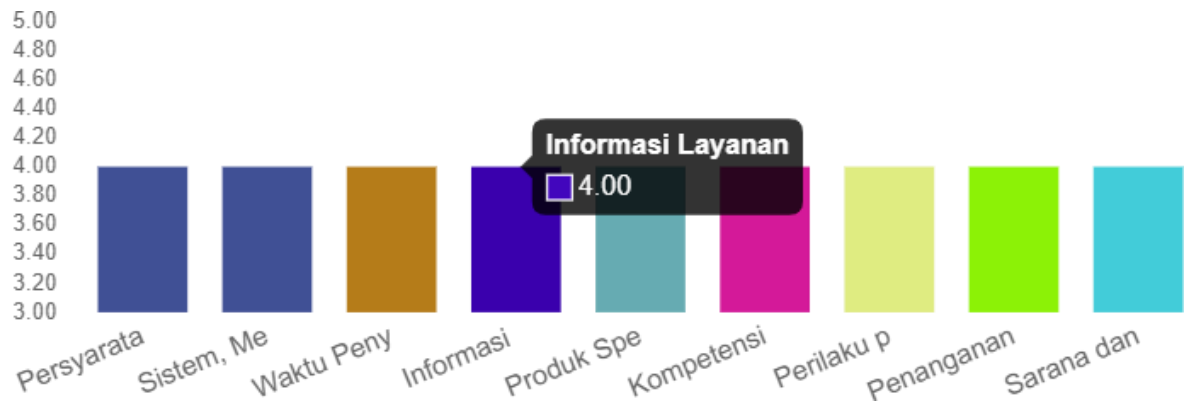 5.00
4.80
4.60
4.40
4.20
4.00
3.80
3.60
3.40
3.20
3.00
Informasi Layanan
4.00
Persyarata
Sistem, Me
Waktu Peny
Informasi
Produk Spe
Kompetensi
Perilaku p
Penanganan
Sarana dan